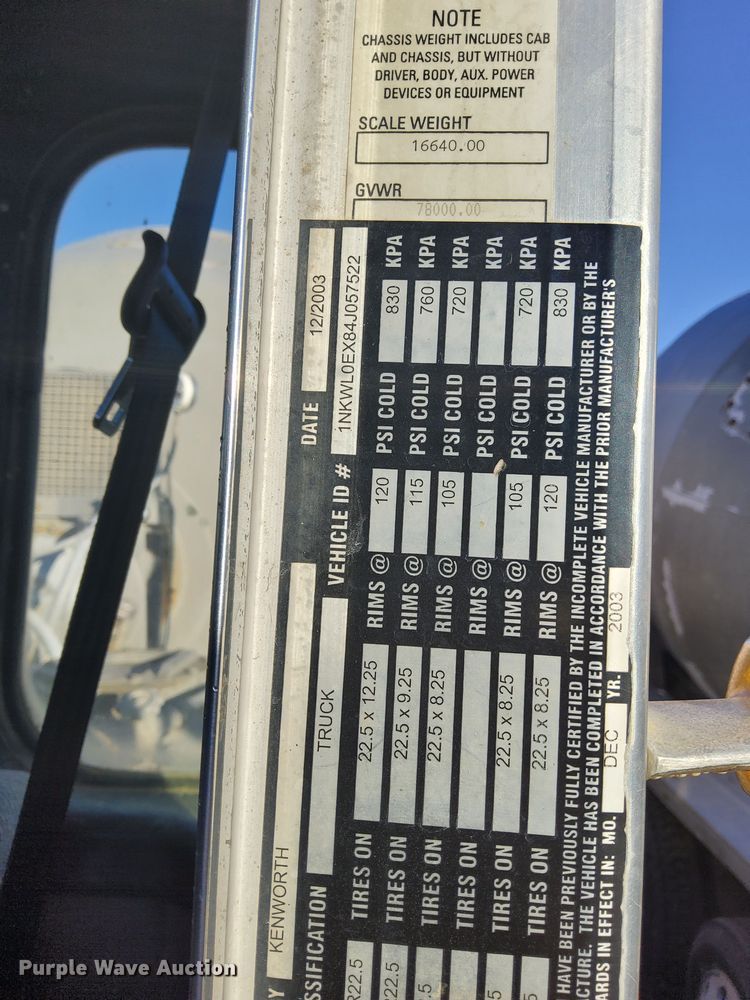 NOTE
CHASSIS WEIGHT INCLUDES CAB
AND CHASSIS, BUT WITHOUT
DRIVER, BODY, AUX. POWER
DEVICES OR EQUIPMENT
SCALE WEIGHT
16640.00
GVWR
78000.00
Y KENWORTH
DATE 12/2003
SSIFICATION TRUCK VEHICLE ID # 1NKWL0EX84J057522
R22.5 TIRES ON 22.5 x 12.25 RIMS @ 120 PSI COLD 830 KPA
22.5 TIRES ON 22.5 x 9.25 RIMS @ 115 PSI COLD 760 KPA
2.5 TIRES ON 22.5 x 8.25 RIMS @ 105 PSI COLD 720 KPA
TIRES ON RIMS @ PSI COLD KPA
5 TIRES ON 22.5 x 8.25 RIMS @ 105 PSI COLD 720 KPA
5 TIRES ON 22.5 x 8.25 RIMS @ 120 PSI COLD 830 KPA
HAVE BEEN PREVIOUSLY FULLY CERTIFIED BY THE INCOMPLETE VEHICLE MANUFACTURER OR BY THE
CTURE. THE VEHICLE HAS BEEN COMPLETED IN ACCORDANCE WITH THE PRIOR MANUFACTURER'S
ARDS IN EFFECT IN: MO. DEC YR. 2003
Purple Wave Auction